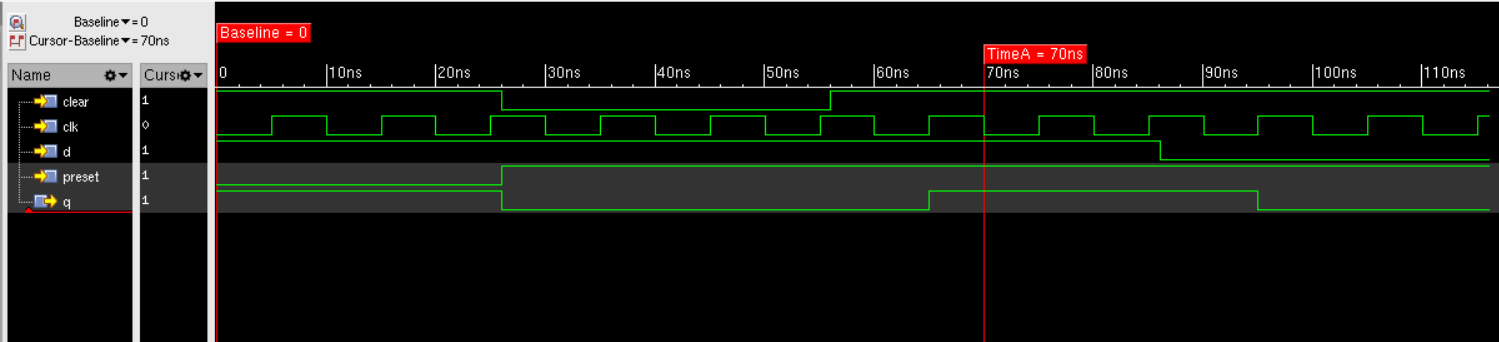 Baseline▾= 0
Cursor-Baseline▾= 70ns
Baseline = 0
TimeA = 70ns
Name
Curs
0 10ns 20ns 30ns 40ns 50ns 60ns 70ns 80ns 90ns 100ns 110ns
clear 1
clk 0
d 1
preset 1
q 1